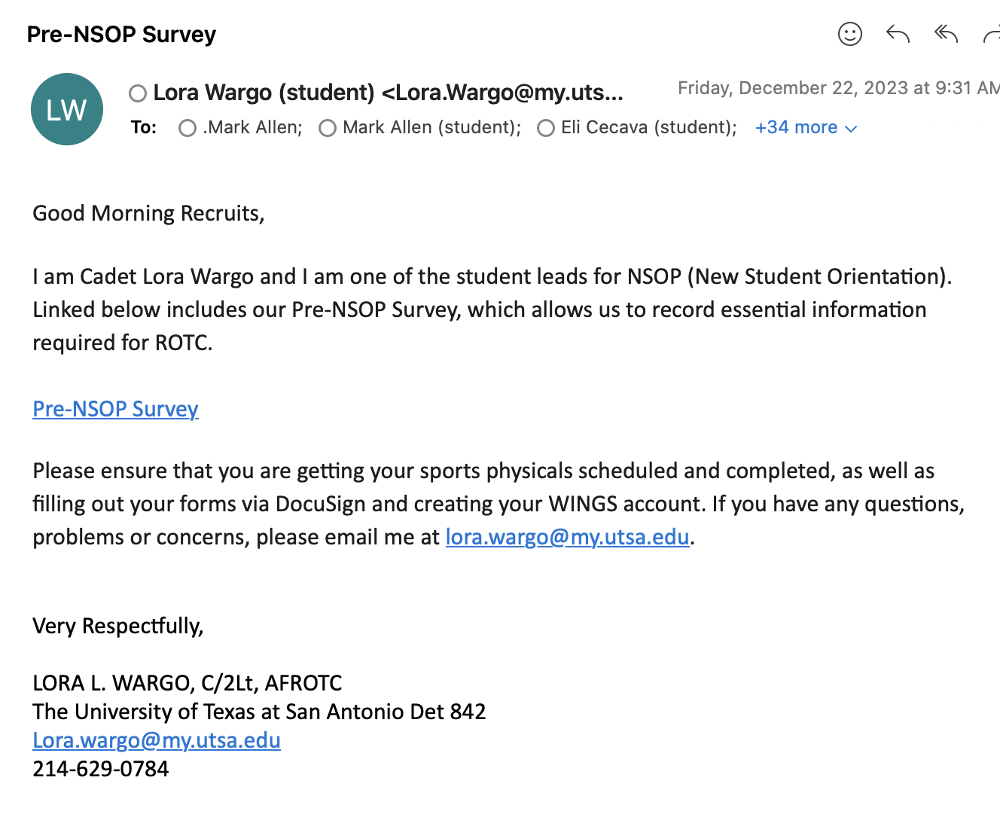 Pre-NSOP Survey
LW
Lora Wargo (student) <Lora.Wargo@my.uts...
Friday, December 22, 2023 at 9:31 AM
To: .Mark Allen; Mark Allen (student); Eli Cecava (student); +34 more
Good Morning Recruits,
I am Cadet Lora Wargo and I am one of the student leads for NSOP (New Student Orientation).
Linked below includes our Pre-NSOP Survey, which allows us to record essential information
required for ROTC.
Pre-NSOP Survey
Please ensure that you are getting your sports physicals scheduled and completed, as well as
filling out your forms via DocuSign and creating your WINGS account. If you have any questions,
problems or concerns, please email me at lora.wargo@my.utsa.edu.
Very Respectfully,
LORA L. WARGO, C/2Lt, AFROTC
The University of Texas at San Antonio Det 842
Lora.wargo@my.utsa.edu
214-629-0784